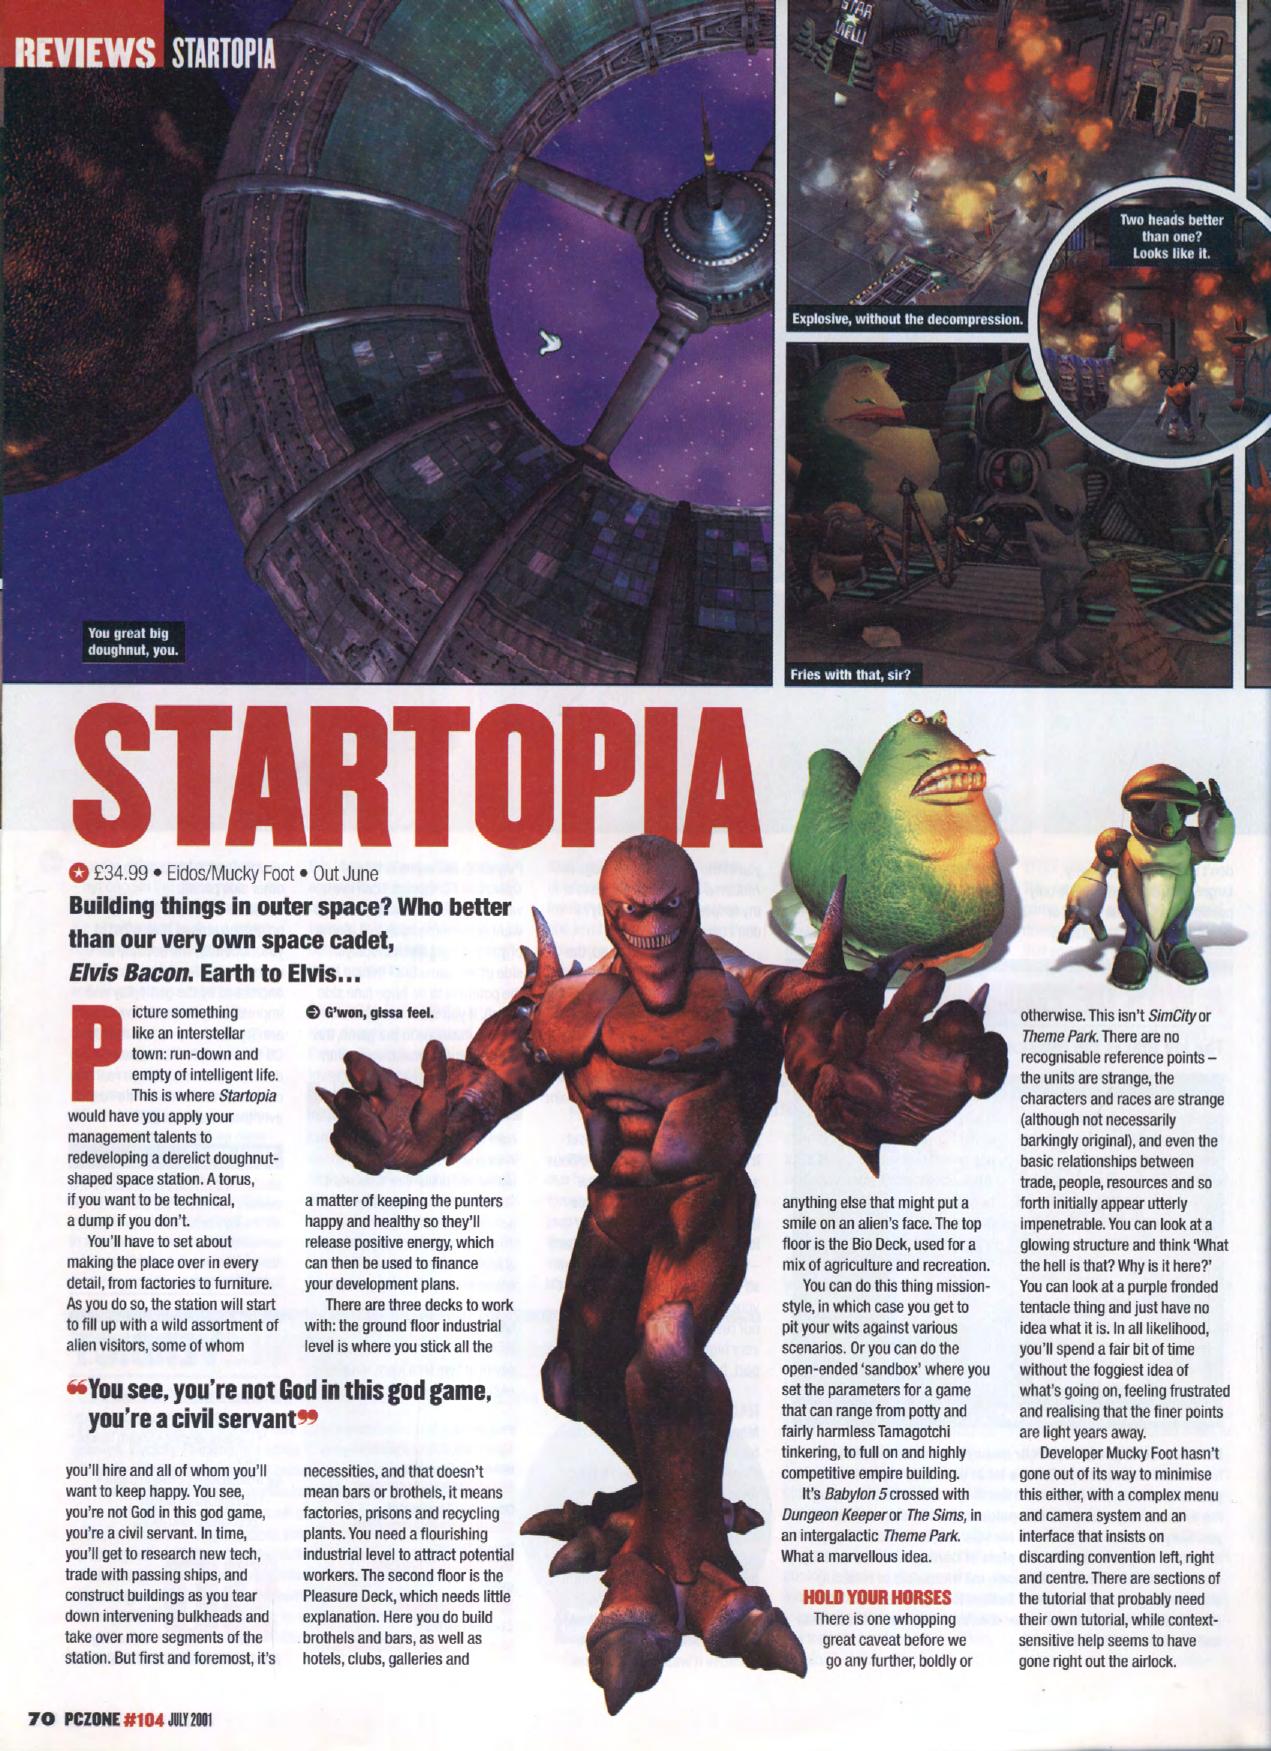 REVIEWS STARTOPIA
STAR
VIEW
Two heads better
than one?
Looks like it.
Explosive, without the decompression.
You great big
doughnut, you.
Fries with that, sir?
STARTOPIA
£34.99 • Eidos/Mucky Foot • Out June
Building things in outer space? Who better
than our very own space cadet,
Elvis Bacon. Earth to Elvis...
Picture something
like an interstellar
town: run-down and
empty of intelligent life.
This is where Startopia
would have you apply your
management talents to
redeveloping a derelict doughnut-
shaped space station. A torus,
if you want to be technical,
a dump if you don't.
You'll have to set about
making the place over in every
detail, from factories to furniture.
As you do so, the station will start
to fill up with a wild assortment of
alien visitors, some of whom
“You see, you're not God in this god game,
you're a civil servant”
you'll hire and all of whom you'll
want to keep happy. You see,
you're not God in this god game,
you're a civil servant. In time,
you'll get to research new tech,
trade with passing ships, and
construct buildings as you tear
down intervening bulkheads and
take over more segments of the
station. But first and foremost, it's
G'won, gissa feel.
a matter of keeping the punters
happy and healthy so they'll
release positive energy, which
can then be used to finance
your development plans.
There are three decks to work
with: the ground floor industrial
level is where you stick all the
necessities, and that doesn't
mean bars or brothels, it means
factories, prisons and recycling
plants. You need a flourishing
industrial level to attract potential
workers. The second floor is the
Pleasure Deck, which needs little
explanation. Here you do build
brothels and bars, as well as
hotels, clubs, galleries and
anything else that might put a
smile on an alien's face. The top
floor is the Bio Deck, used for a
mix of agriculture and recreation.
You can do this thing mission-
style, in which case you get to
pit your wits against various
scenarios. Or you can do the
open-ended 'sandbox' where you
set the parameters for a game
that can range from potty and
fairly harmless Tamagotchi
tinkering, to full on and highly
competitive empire building.
It's Babylon 5 crossed with
Dungeon Keeper or The Sims, in
an intergalactic Theme Park.
What a marvellous idea.
HOLD YOUR HORSES
There is one whopping
great caveat before we
go any further, boldly or
otherwise. This isn't SimCity or
Theme Park. There are no
recognisable reference points –
the units are strange, the
characters and races are strange
(although not necessarily
barkingly original), and even the
basic relationships between
trade, people, resources and so
forth initially appear utterly
impenetrable. You can look at a
glowing structure and think 'What
the hell is that? Why is it here?'
You can look at a purple fronded
tentacle thing and just have no
idea what it is. In all likelihood,
you'll spend a fair bit of time
without the foggiest idea of
what's going on, feeling frustrated
and realising that the finer points
are light years away.
Developer Mucky Foot hasn't
gone out of its way to minimise
this either, with a complex menu
and camera system and an
interface that insists on
discarding convention left, right
and centre. There are sections of
the tutorial that probably need
their own tutorial, while context-
sensitive help seems to have
gone right out the airlock.
70 PCZONE #104 JULY 2001